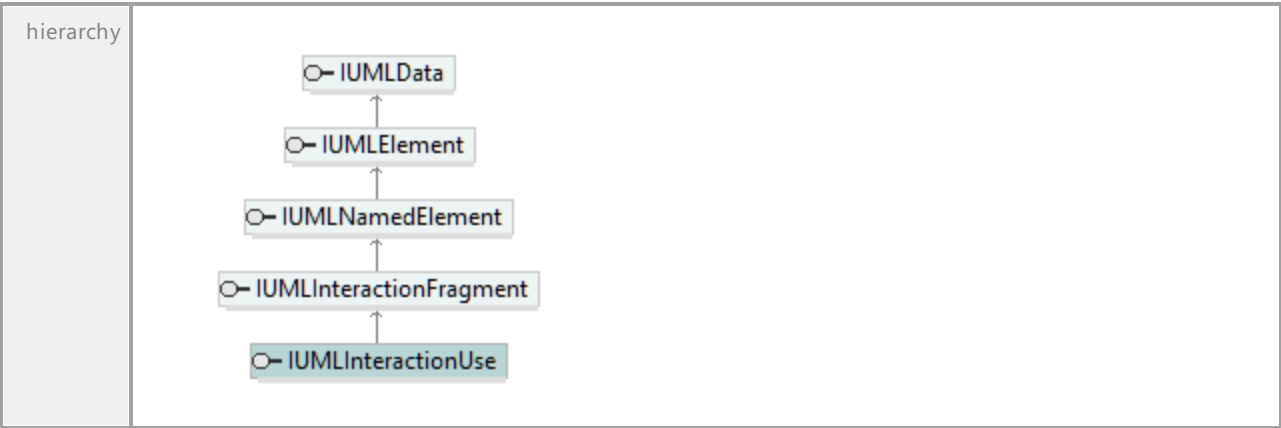 hierarchy
IUMLData
IUMLElement
IUMLNamedElement
IUMLInteractionFragment
IUMLInteractionUse